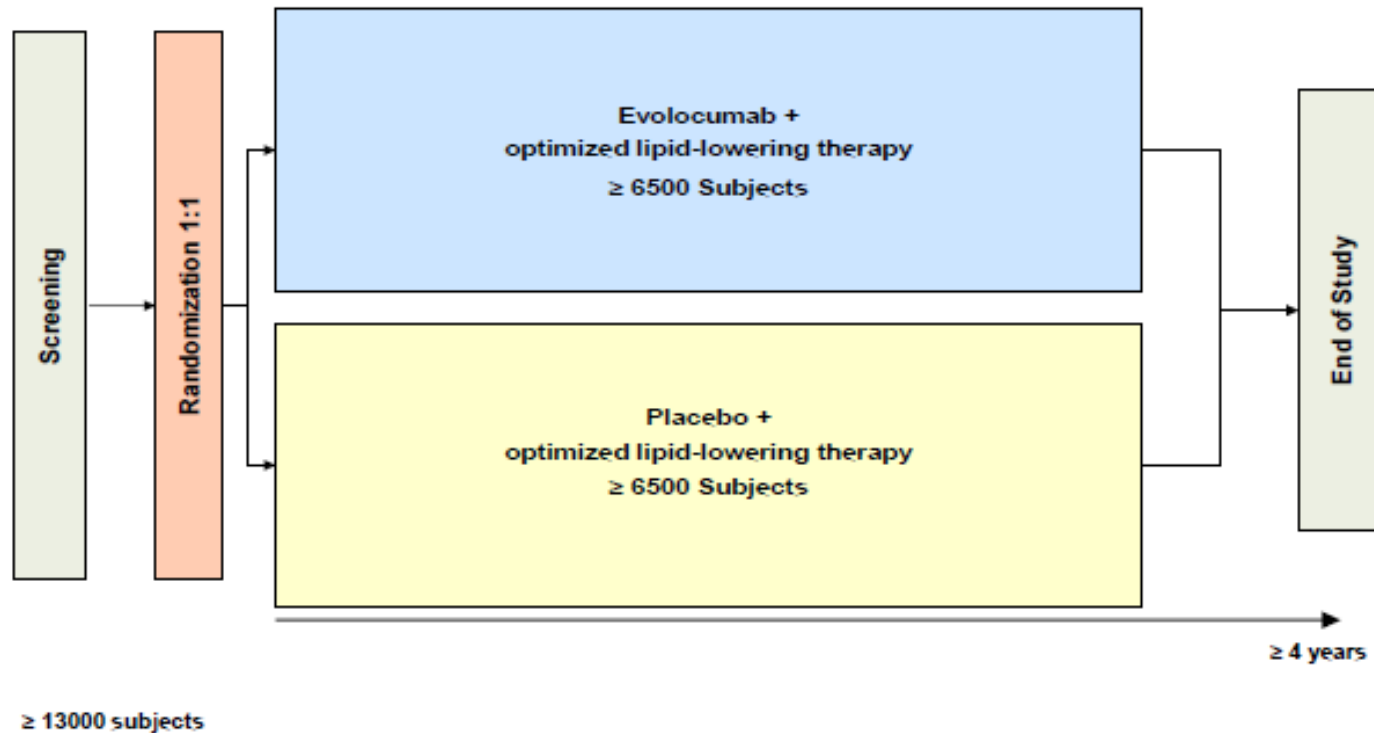 Screening
Randomization 1:1
Evolocumab +
optimized lipid-lowering therapy
≥ 6500 Subjects
Placebo +
optimized lipid-lowering therapy
≥ 6500 Subjects
End of Study
≥ 4 years
≥ 13000 subjects